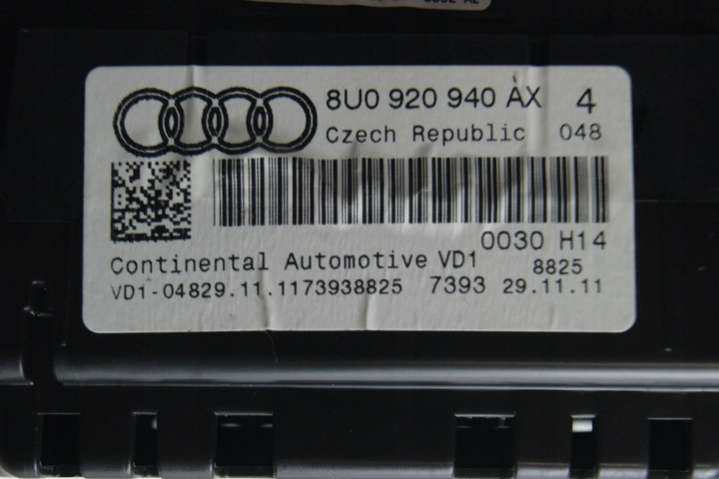 8U0 920 940 AX 4
Czech Republic 048
0030 H14
Continental Automotive VD1 8825
VD1-04829.11.1173938825 7393 29.11.11